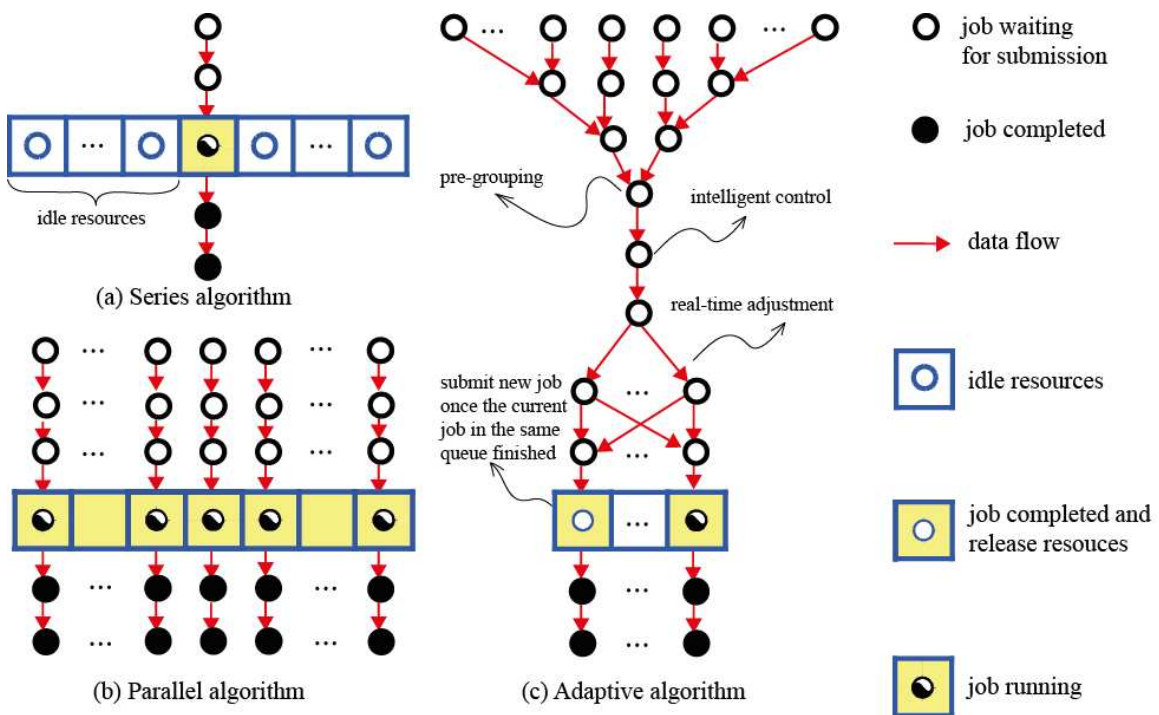 job waiting
for submission
job completed
data flow
idle resources
job completed and
release resouces
job running
... ...
idle resources
(a) Series algorithm
... ...
... ...
... ...
... ...
... ...
(b) Parallel algorithm
... ...
pre-grouping
intelligent control
real-time adjustment
submit new job
once the current
job in the same
queue finished
...
...
...
...
...
(c) Adaptive algorithm